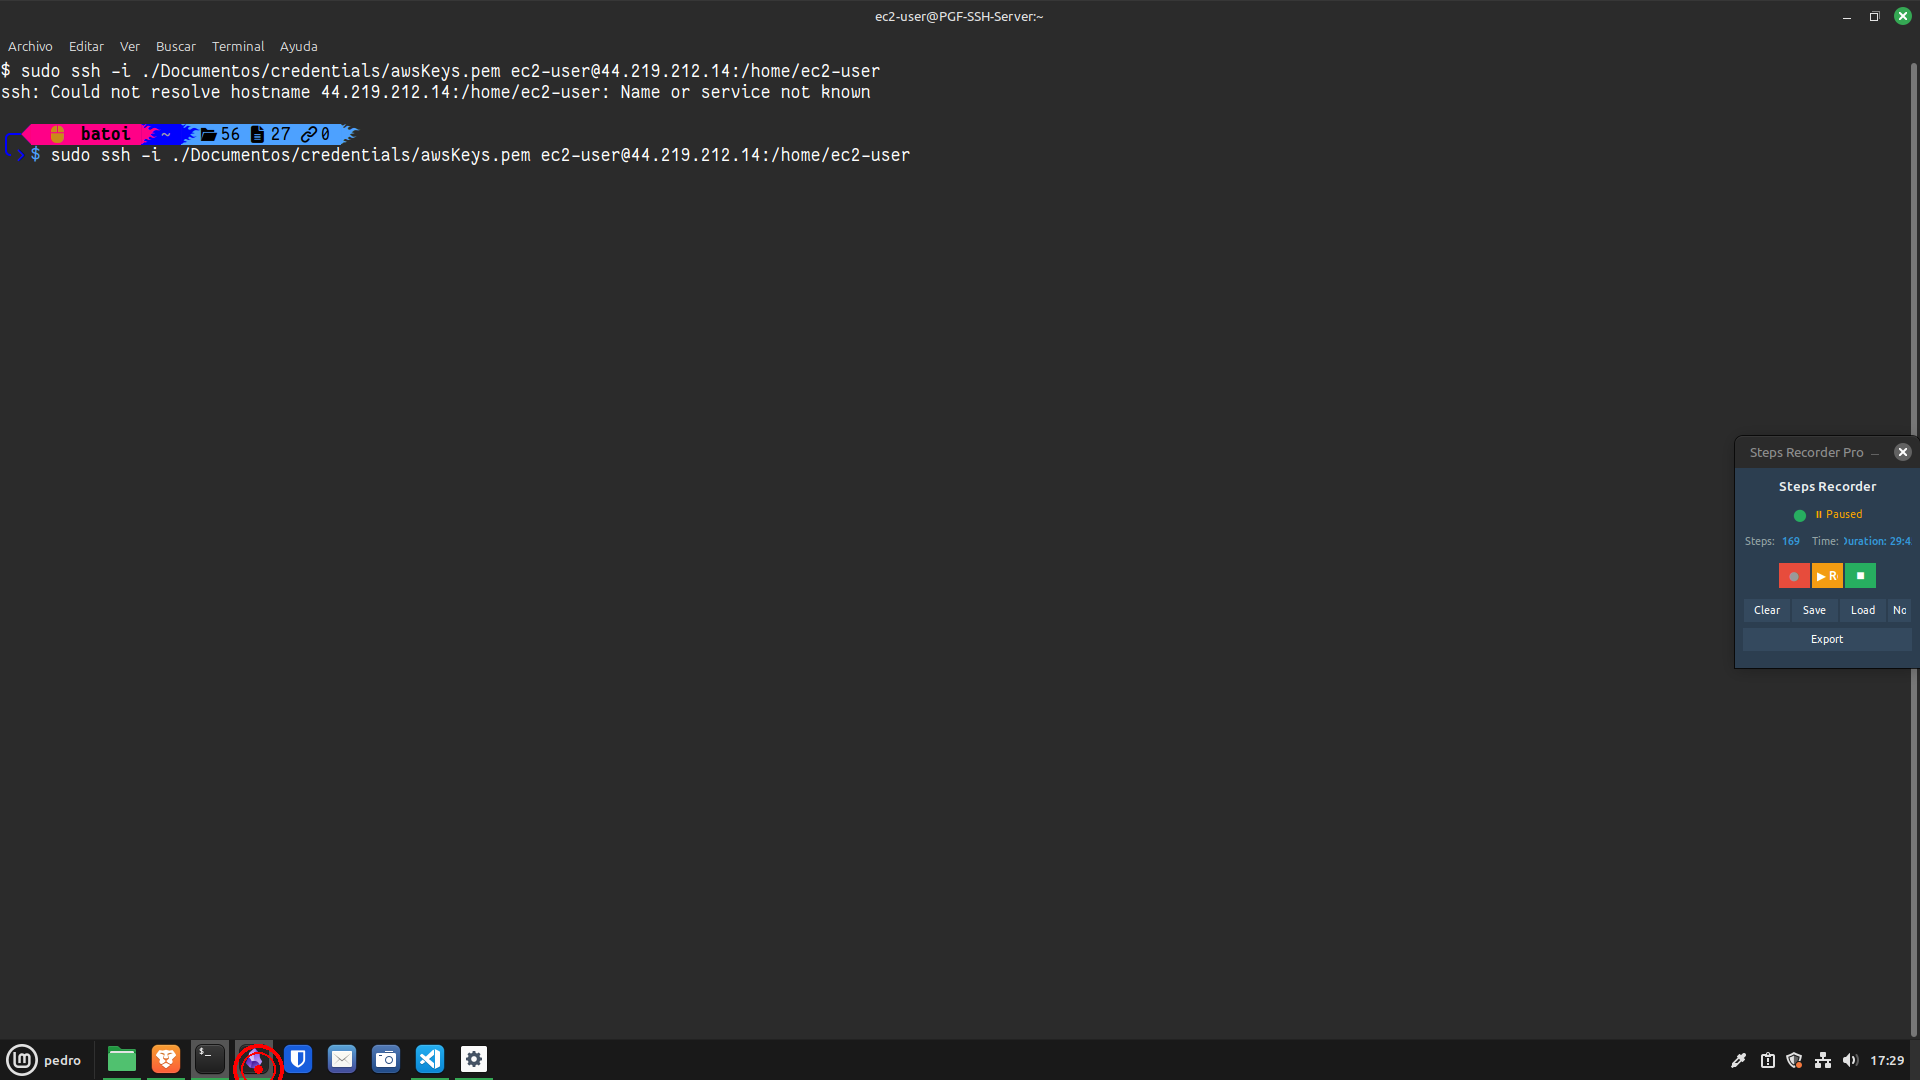 ec2-user@PGF-SSH-Server:~
Archivo Editar Ver Buscar Terminal Ayuda
$ sudo ssh -i ./Documentos/credentials/awsKeys.pem ec2-user@44.219.212.14:/home/ec2-user
ssh: Could not resolve hostname 44.219.212.14:/home/ec2-user: Name or service not known
batoi ~ 56 27 0
$ sudo ssh -i ./Documentos/credentials/awsKeys.pem ec2-user@44.219.212.14:/home/ec2-user
Steps Recorder Pro
Steps Recorder
Paused
Steps: 169 Time: Duration: 29:4
R
Clear Save Load No
Export
pedro
17:29